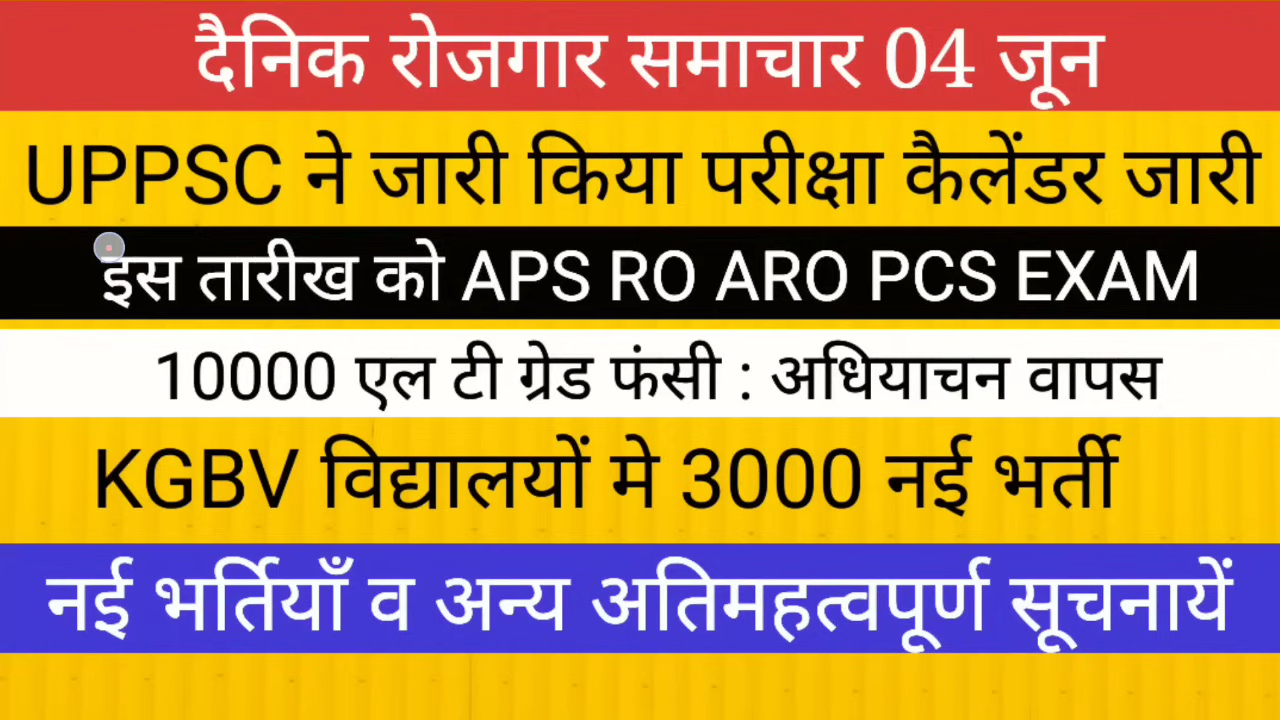 दैनिक रोजगार समाचार 04 जून
UPPSC ने जारी किया परीक्षा कैलेंडर जारी
इस तारीख को APS RO ARO PCS EXAM
10000 एल टी ग्रेड फंसी : अधियाचन वापस
KGBV विद्यालयों मे 3000 नई भर्ती
नई भर्तियाँ व अन्य अतिमहत्वपूर्ण सूचनायें